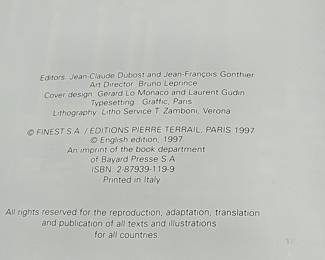 Editors: Jean-Claude Dubost and Jean-François Gonthier
Art Director: Bruno Leprince
Cover design: Gérard Lo Monaco and Laurent Gudin
Typesetting: Graffic, Paris
Lithography: Litho Service T. Zamboni, Verona
© FINEST S.A. / EDITIONS PIERRE TERRAIL, PARIS 1997
© English edition, 1997
An imprint of the book department
of Bayard Presse S.A.
ISBN: 2-87939-119-9
Printed in Italy
All rights reserved for the reproduction, adaptation, translation
and publication of all texts and illustrations
for all countries.